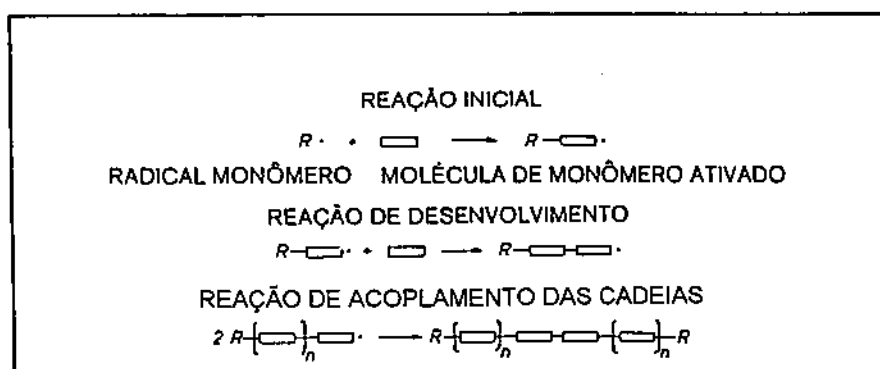 REAÇÃO INICIAL
R· + → R—·
RADICAL MONÔMERO MOLÉCULA DE MONÔMERO ATIVADO
REAÇÃO DE DESENVOLVIMENTO
R—· + → R—·
REAÇÃO DE ACOPLAMENTO DAS CADEIAS
2 R-[ ]n · → R-[ ]n [ ]n-R